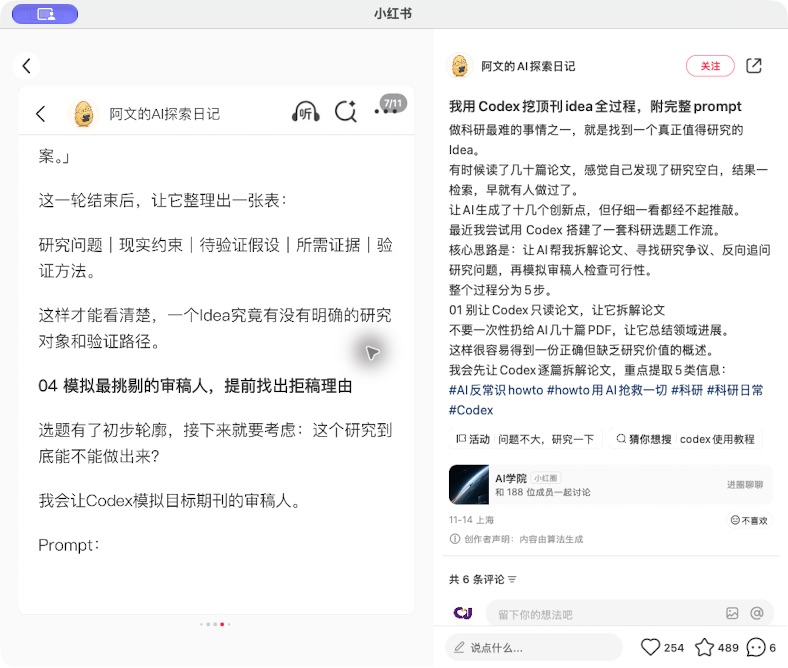 小红书
阿文的AI探索日记
听
7/11
案。」
这一轮结束后，让它整理出一张表：
研究问题｜现实约束｜待验证假设｜所需证据｜验
证方法。
这样才能看清楚，一个Idea究竟有没有明确的研究
对象和验证路径。
04 模拟最挑剔的审稿人，提前找出拒稿理由
选题有了初步轮廓，接下来就要考虑：这个研究到
底能不能做出来？
我会让Codex模拟目标期刊的审稿人。
Prompt：
阿文的AI探索日记
关注
我用 Codex 挖顶刊 idea 全过程，附完整 prompt
做科研最难的事情之一，就是找到一个真正值得研究的
Idea。
有时候读了几十篇论文，感觉自己发现了研究空白，结果一
检索，早就有人做过了。
让AI生成了十几个创新点，但仔细一看都经不起推敲。
最近我尝试用 Codex 搭建了一套科研选题工作流。
核心思路是：让 AI 帮我拆解论文、寻找研究争议、反向追问
研究问题，再模拟审稿人检查可行性。
整个过程分为 5 步。
01 别让 Codex 只读论文，让它拆解论文
不要一次性扔给 AI 几十篇 PDF，让它总结领域进展。
这样很容易得到一份正确但缺乏研究价值的概述。
我会先让 Codex 逐篇拆解论文，重点提取 5 类信息：
#AI反常识howto #howto用AI抢救一切 #科研 #科研日常
#Codex
活动 问题不大，研究一下
猜你想搜 codex使用教程
AI学院 小红圈
和 188 位成员一起讨论
进圈聊聊
11-14 上海
不喜欢
创作者声明：内容由算法生成
共 6 条评论
CJ
留下你的想法吧
说点什么...
254
489
6